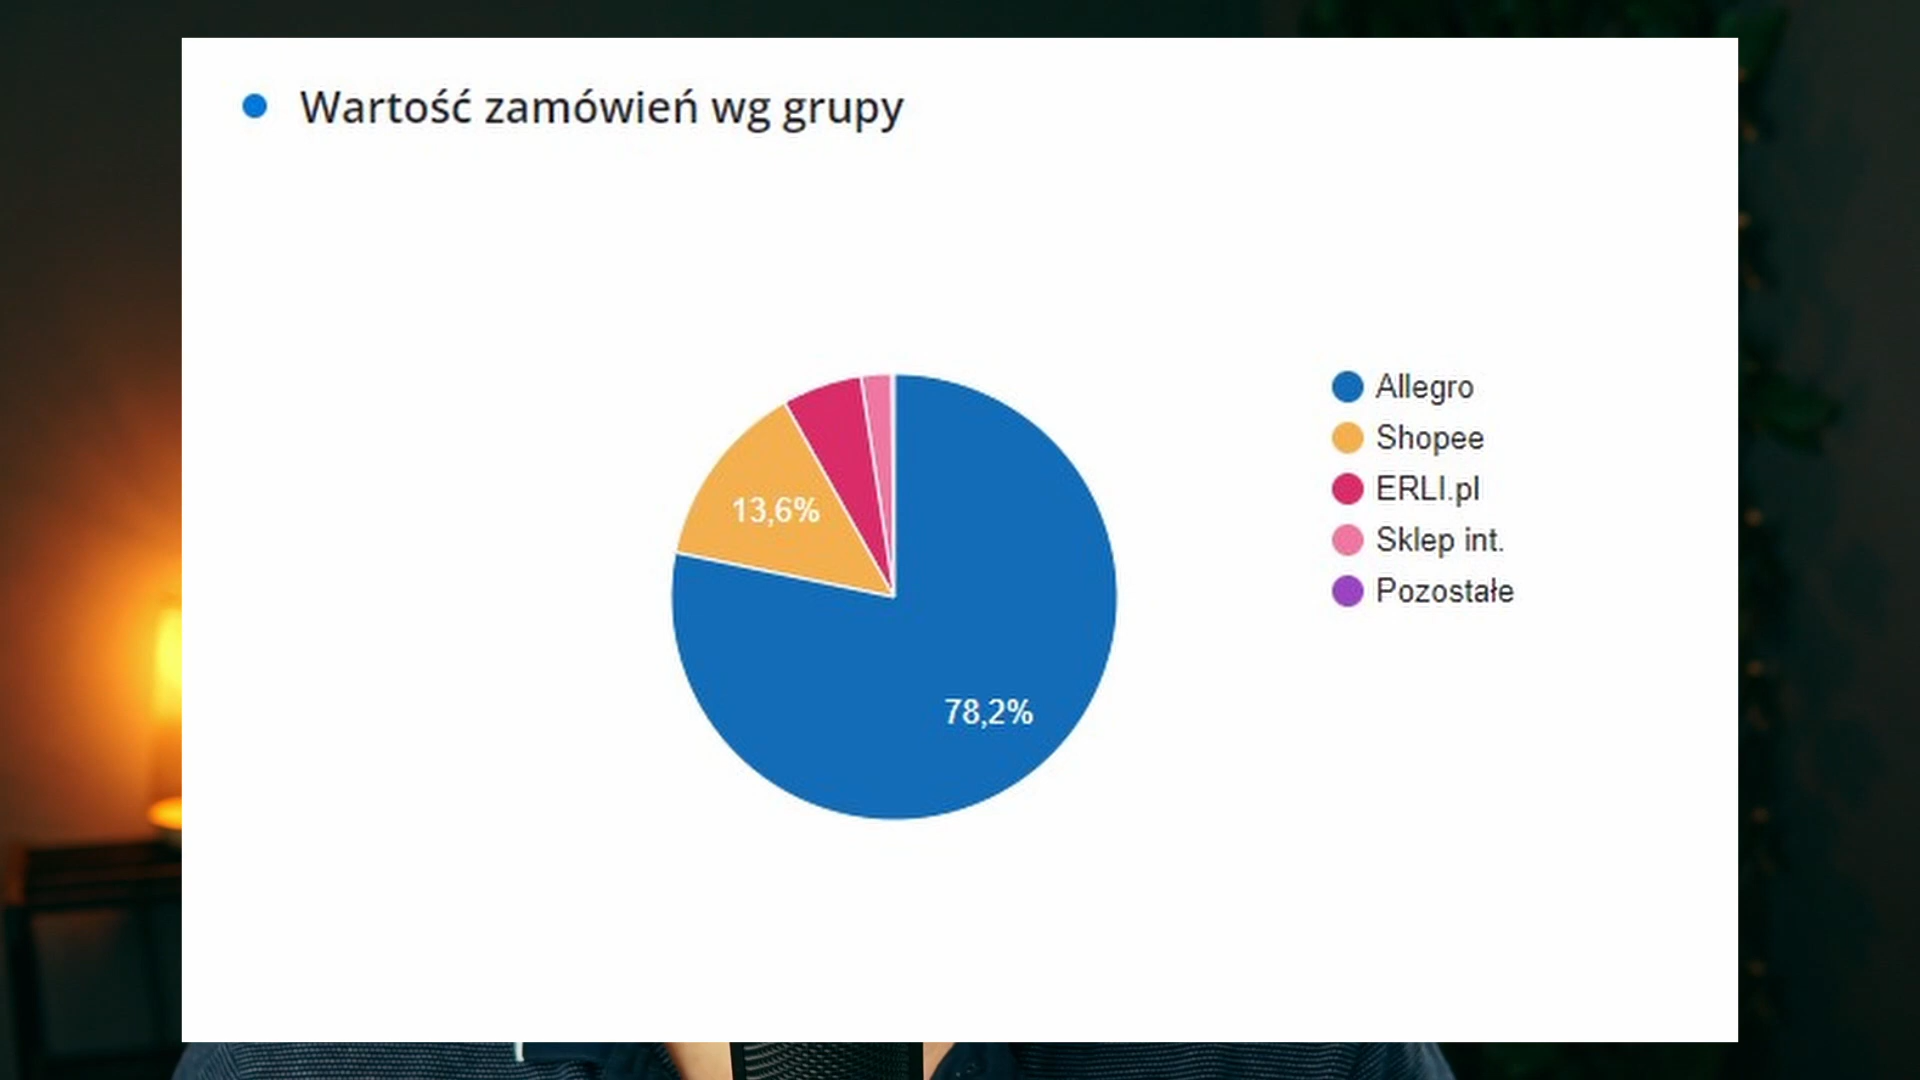 Wartość zamówień wg grupy
13,6%
78,2%
Allegro
Shopee
ERLI.pl
Sklep int.
Pozostałe